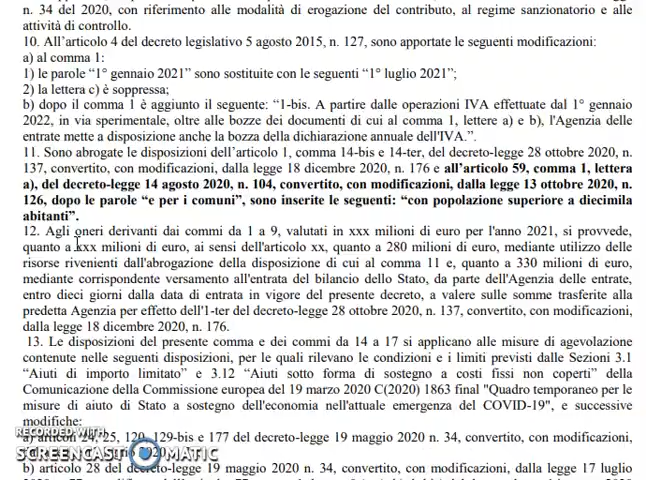 n. 34 del 2020, con riferimento alle modalità di erogazione del contributo, al regime sanzionatorio e alle
attività di controllo.
10. All'articolo 4 del decreto legislativo 5 agosto 2015, n. 127, sono apportate le seguenti modificazioni:
a) al comma 1:
1) le parole “1° gennaio 2021” sono sostituite con le seguenti “1° luglio 2021”;
2) la lettera c) è soppressa;
b) dopo il comma 1 è aggiunto il seguente: “1-bis. A partire dalle operazioni IVA effettuate dal 1° gennaio
2022, in via sperimentale, oltre alle bozze dei documenti di cui al comma 1, lettere a) e b), l'Agenzia delle
entrate mette a disposizione anche la bozza della dichiarazione annuale dell'IVA.”.
11. Sono abrogate le disposizioni dell'articolo 1, comma 14-bis e 14-ter, del decreto-legge 28 ottobre 2020, n.
137, convertito, con modificazioni, dalla legge 18 dicembre 2020, n. 176 e all'articolo 59, comma 1, lettera
a), del decreto-legge 14 agosto 2020, n. 104, convertito, con modificazioni, dalla legge 13 ottobre 2020, n.
126, dopo le parole “e per i comuni”, sono inserite le seguenti: “con popolazione superiore a diecimila
abitanti”.
12. Agli oneri derivanti dai commi da 1 a 9, valutati in xxx milioni di euro per l'anno 2021, si provvede,
quanto a xxx milioni di euro, ai sensi dell'articolo xx, quanto a 280 milioni di euro, mediante utilizzo delle
risorse rivenienti dall'abrogazione della disposizione di cui al comma 11 e, quanto a 330 milioni di euro,
mediante corrispondente versamento all'entrata del bilancio dello Stato, da parte dell'Agenzia delle entrate,
entro dieci giorni dalla data di entrata in vigore del presente decreto, a valere sulle somme trasferite alla
predetta Agenzia per effetto dell'1-ter del decreto-legge 28 ottobre 2020, n. 137, convertito, con modificazioni,
dalla legge 18 dicembre 2020, n. 176.
13. Le disposizioni del presente comma e dei commi da 14 a 17 si applicano alle misure di agevolazione
contenute nelle seguenti disposizioni, per le quali rilevano le condizioni e i limiti previsti dalle Sezioni 3.1
“Aiuti di importo limitato” e 3.12 “Aiuti sotto forma di sostegno a costi fissi non coperti” della
Comunicazione della Commissione europea del 19 marzo 2020 C(2020) 1863 final "Quadro temporaneo per le
misure di aiuto di Stato a sostegno dell'economia nell'attuale emergenza del COVID-19", e successive
modifiche:
a) articoli 24, 25, 120, 129-bis e 177 del decreto-legge 19 maggio 2020 n. 34, convertito, con modificazioni,
RECORDED WITH
SCREENCAST-O-MATIC
b) articolo 28 del decreto-legge 19 maggio 2020 n. 34, convertito, con modificazioni, dalla legge 17 luglio